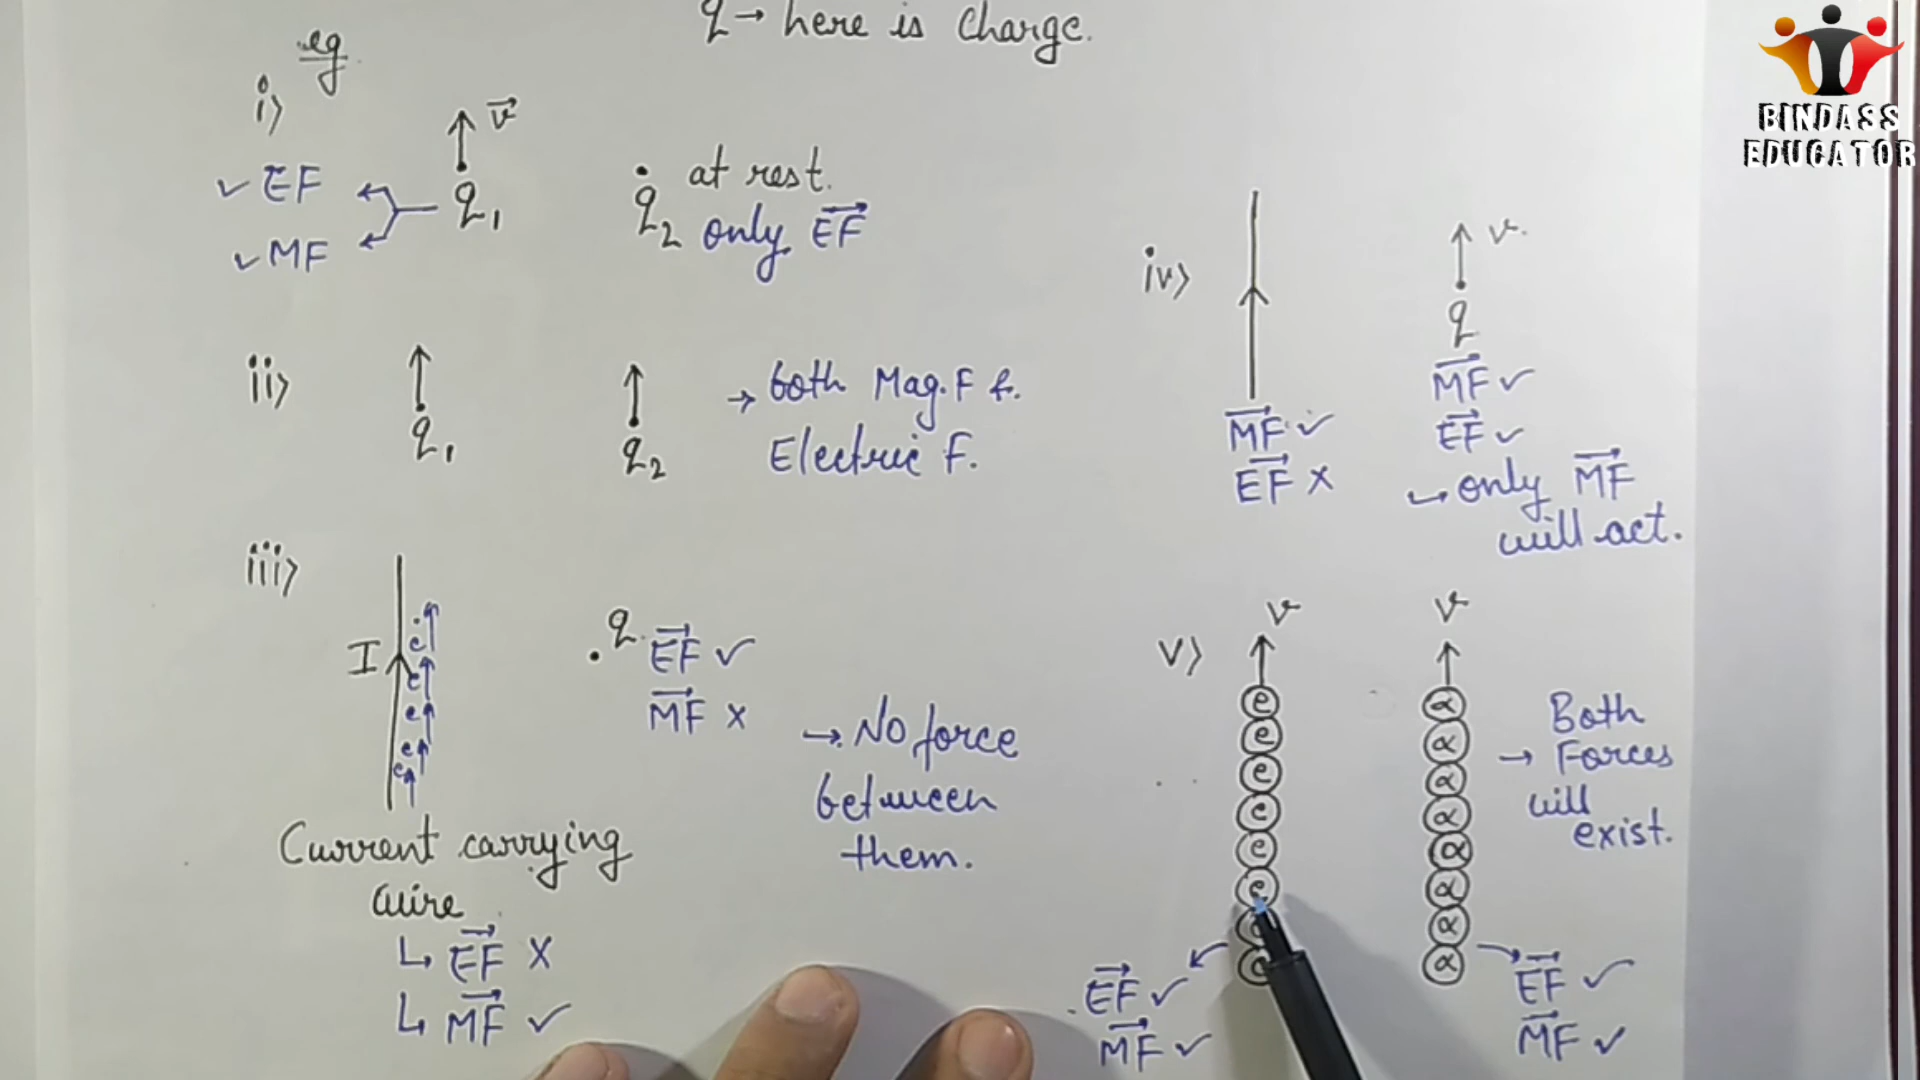 q → here is charge.
eg
i)
v
✓ EF
✓ MF
q1
q2
at rest.
only EF
ii)
q1
q2
→ both Mag. F &
Electric F.
iii)
I
e
e
e
e
e
q
EF ✓
MF x
→ No force
between
them.
Current carrying
wire
↳ EF X
↳ MF ✓
iv)
v.
q
MF ✓
EF X
MF ✓
EF ✓
↳ only MF
will act.
v)
v
v
e
e
e
e
e
e
e
e
α
α
α
α
α
α
α
α
→ Both
Forces
will
exist.
EF ✓
MF ✓
EF ✓
MF ✓
BINDASS
EDUCATOR